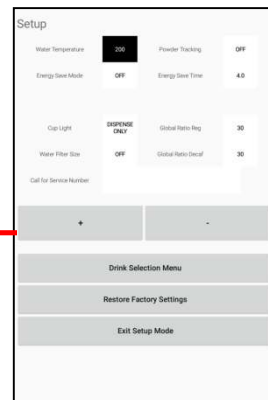 Setup
Water Temperature 200 Powder Tracking OFF
Energy Save Mode OFF Energy Save Time 4.0
Cup Light DISPENSE ONLY Global Ratio Reg 30
Water Filter Size OFF Global Ratio Decaf 30
Call for Service Number
+ -
Drink Selection Menu
Restore Factory Settings
Exit Setup Mode